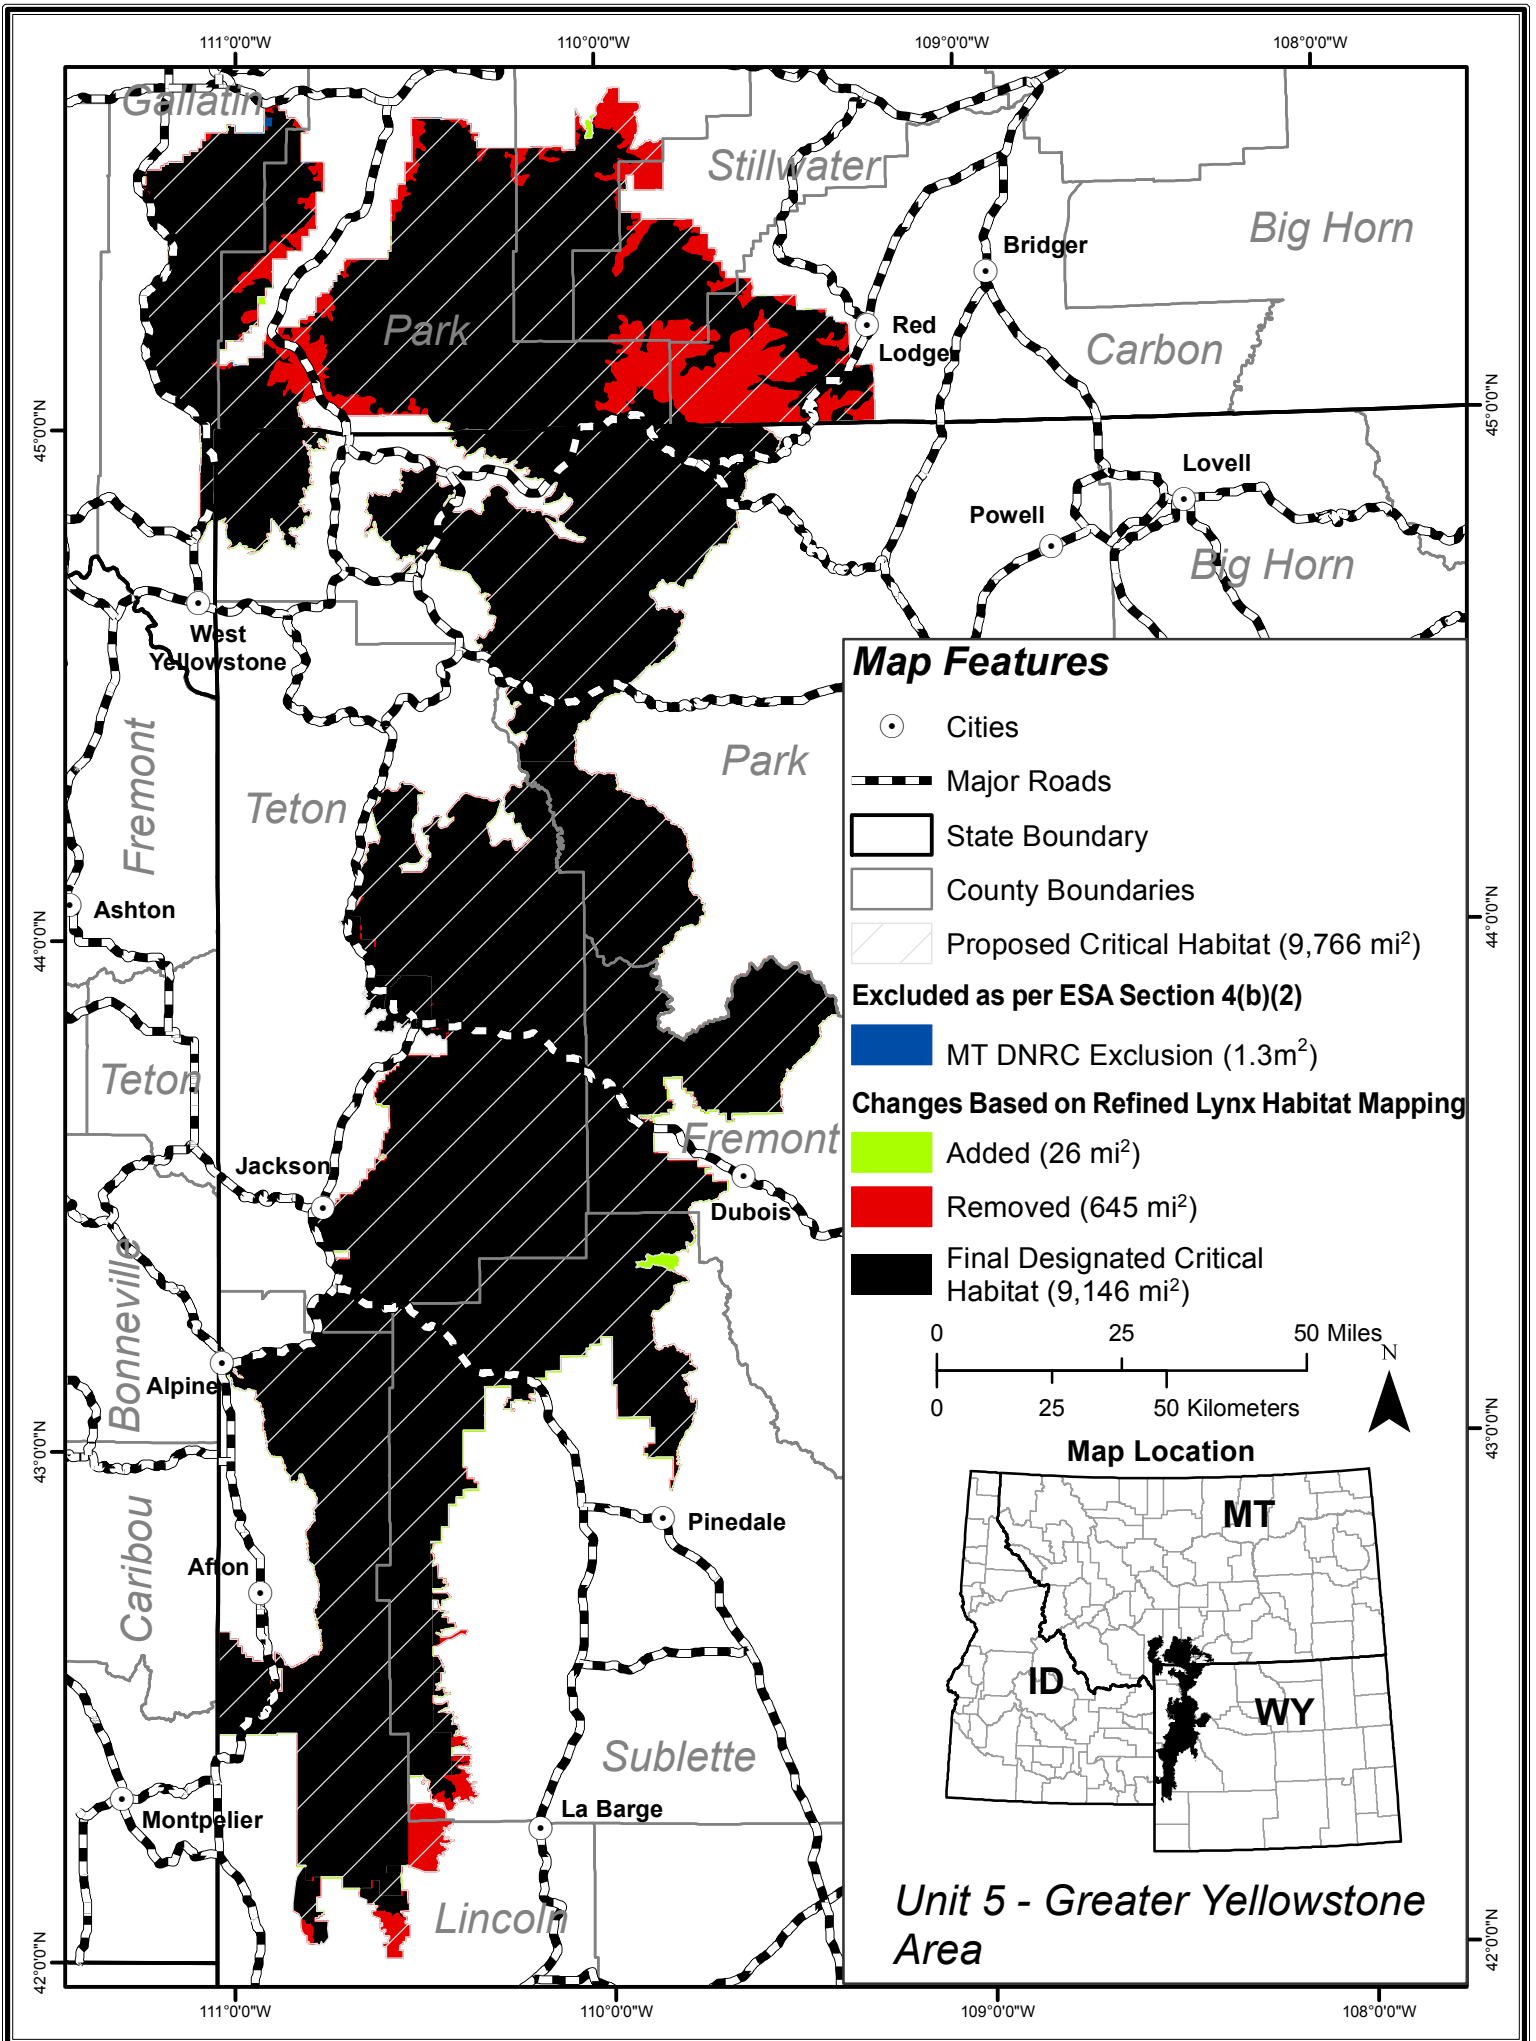 111°0'0"W
110°0'0"W
109°0'0"W
108°0'0"W
Gallatin
Stillwater
Big Horn
Bridger
Park
Red
Lodge
Carbon
45°0'0"N
45°0'0"N
Lovell
Powell
Big Horn
West
Yellowstone
Fremont
Teton
Park
Ashton
44°0'0"N
44°0'0"N
Teton
Fremont
Jackson
Dubois
Bonneville
Alpine
43°0'0"N
43°0'0"N
Pinedale
Afton
Caribou
Sublette
La Barge
Montpelier
Lincoln
42°0'0"N
42°0'0"N
111°0'0"W
110°0'0"W
109°0'0"W
108°0'0"W
Map Features
Cities
Major Roads
State Boundary
County Boundaries
Proposed Critical Habitat (9,766 mi²)
Excluded as per ESA Section 4(b)(2)
MT DNRC Exclusion (1.3m²)
Changes Based on Refined Lynx Habitat Mapping
Added (26 mi²)
Removed (645 mi²)
Final Designated Critical
Habitat (9,146 mi²)
0 25 50 Miles
N
0 25 50 Kilometers
Map Location
MT
ID
WY
Unit 5 - Greater Yellowstone
Area